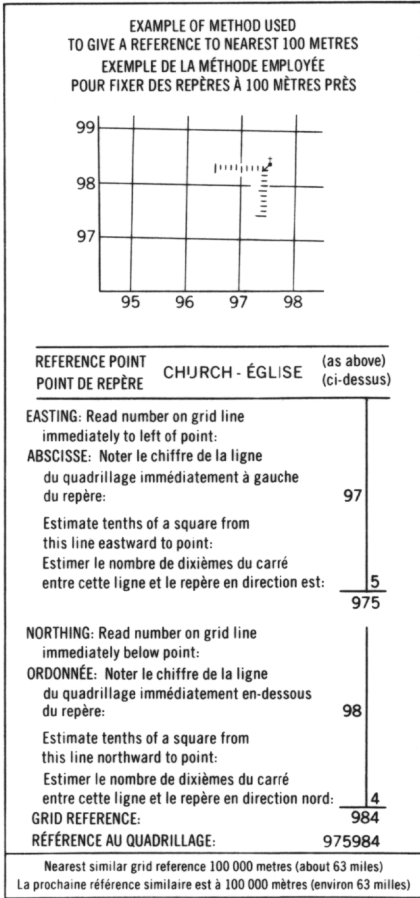 EXAMPLE OF METHOD USED
TO GIVE A REFERENCE TO NEAREST 100 METRES
EXEMPLE DE LA MÉTHODE EMPLOYÉE
POUR FIXER DES REPÈRES À 100 MÈTRES PRÈS
99
98
97
95 96 97 98
REFERENCE POINT
POINT DE REPÈRE
CHURCH - ÉGLISE
(as above)
(ci-dessus)
EASTING: Read number on grid line
immediately to left of point:
ABSCISSE: Noter le chiffre de la ligne
du quadrillage immédiatement à gauche
du repère: 97
Estimate tenths of a square from
this line eastward to point:
Estimer le nombre de dixièmes du carré
entre cette ligne et le repère en direction est: 5
975
NORTHING: Read number on grid line
immediately below point:
ORDONNÉE: Noter le chiffre de la ligne
du quadrillage immédiatement en-dessous
du repère: 98
Estimate tenths of a square from
this line northward to point:
Estimer le nombre de dixièmes du carré
entre cette ligne et le repère en direction nord: 4
GRID REFERENCE: 984
RÉFÉRENCE AU QUADRILLAGE: 975984
Nearest similar grid reference 100 000 metres (about 63 miles)
La prochaine référence similaire est à 100 000 mètres (environ 63 milles)